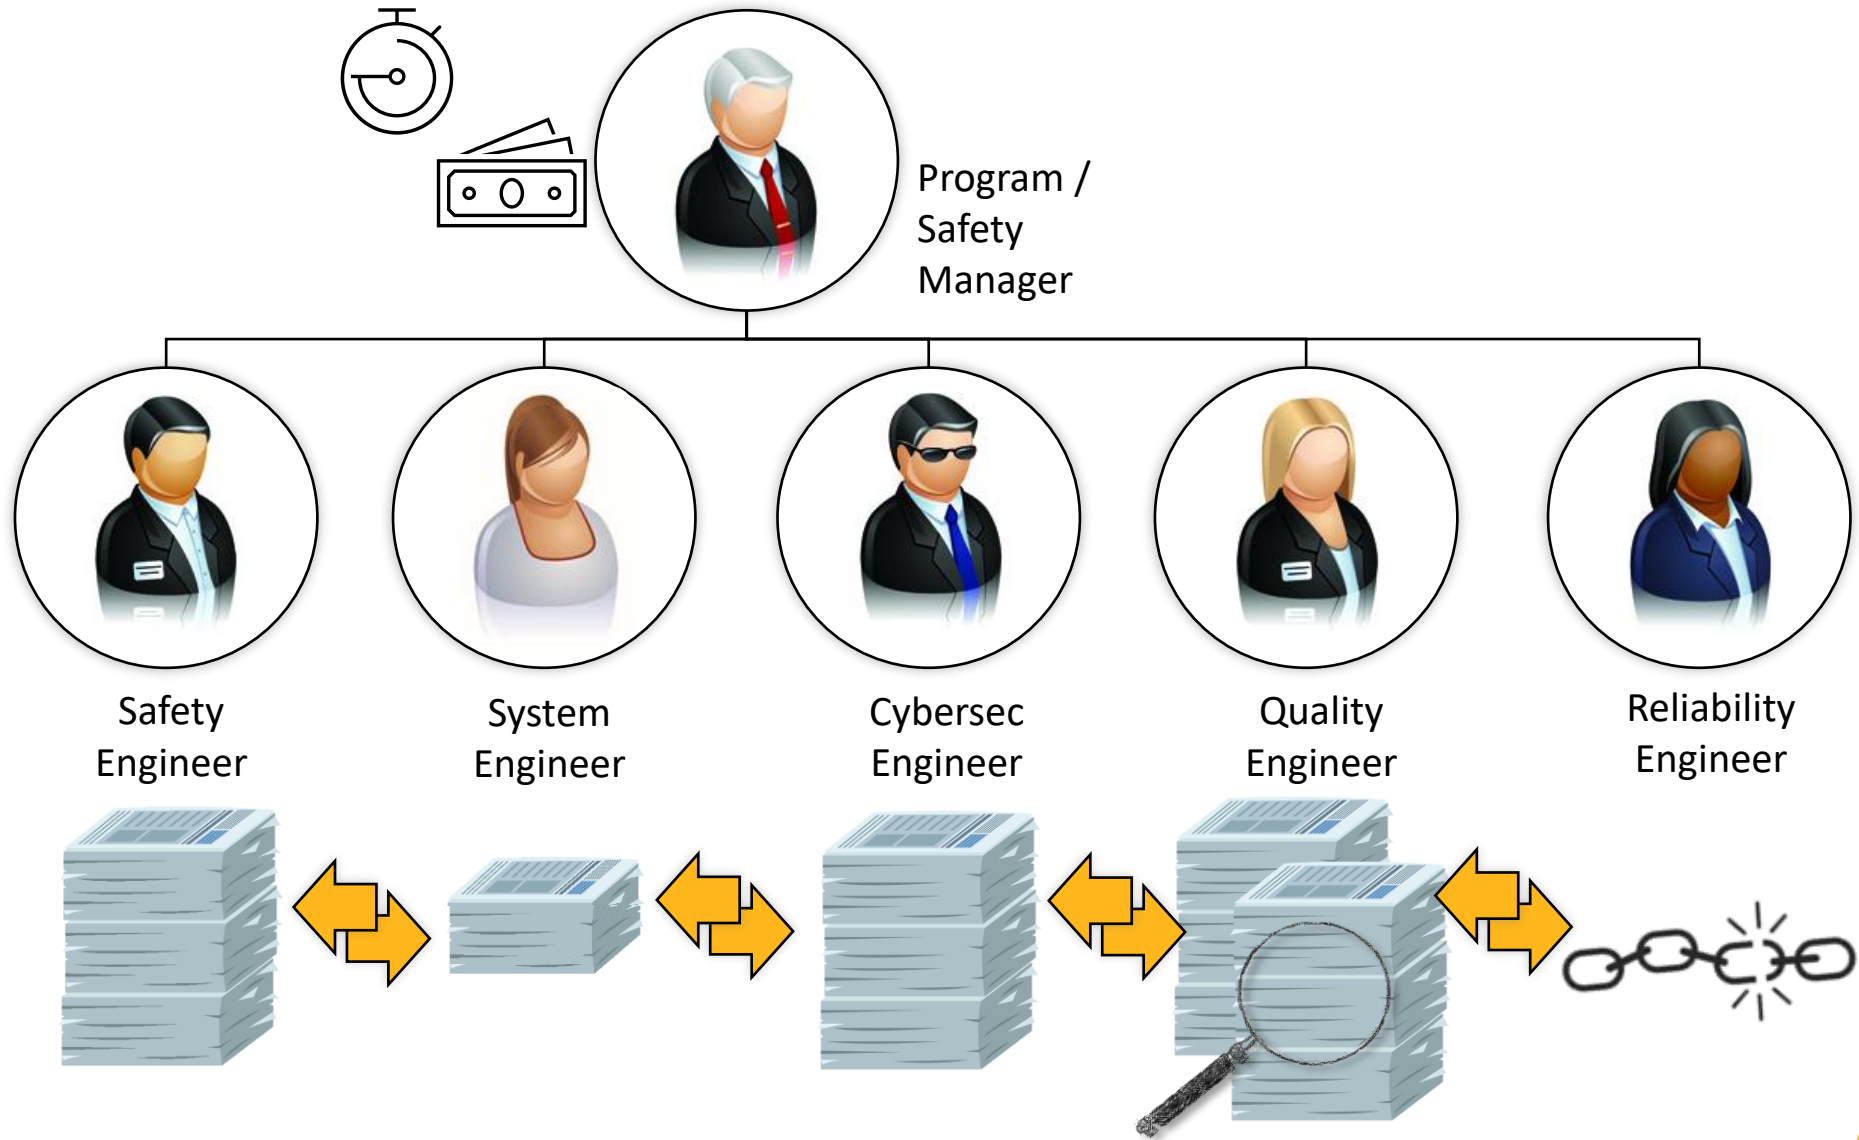 Program /
Safety
Manager
Safety
Engineer
System
Engineer
Cybersec
Engineer
Quality
Engineer
Reliability
Engineer